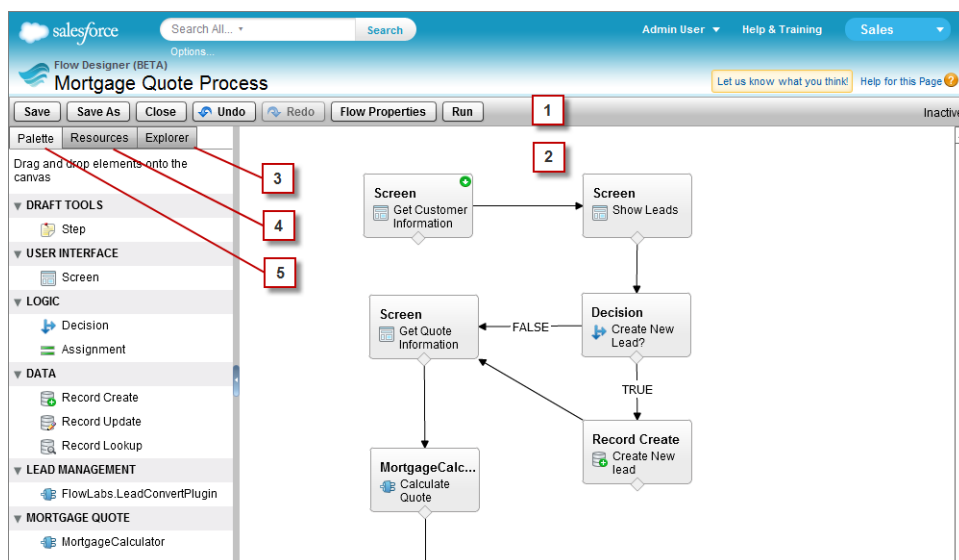 salesforce
Search All...
Search
Options...
Admin User
Help & Training
Sales
Flow Designer (BETA)
Mortgage Quote Process
Let us know what you think!
Help for this Page
Save
Save As
Close
Undo
Redo
Flow Properties
Run
1
Inactive
Palette
Resources
Explorer
2
Drag and drop elements onto the
canvas
3
4
5
DRAFT TOOLS
Step
USER INTERFACE
Screen
LOGIC
Decision
Assignment
DATA
Record Create
Record Update
Record Lookup
LEAD MANAGEMENT
FlowLabs.LeadConvertPlugin
MORTGAGE QUOTE
MortgageCalculator
Screen
Get Customer
Information
Screen
Show Leads
Screen
Get Quote
Information
FALSE
Decision
Create New
Lead?
TRUE
Record Create
Create New
lead
MortgageCalc...
Calculate
Quote